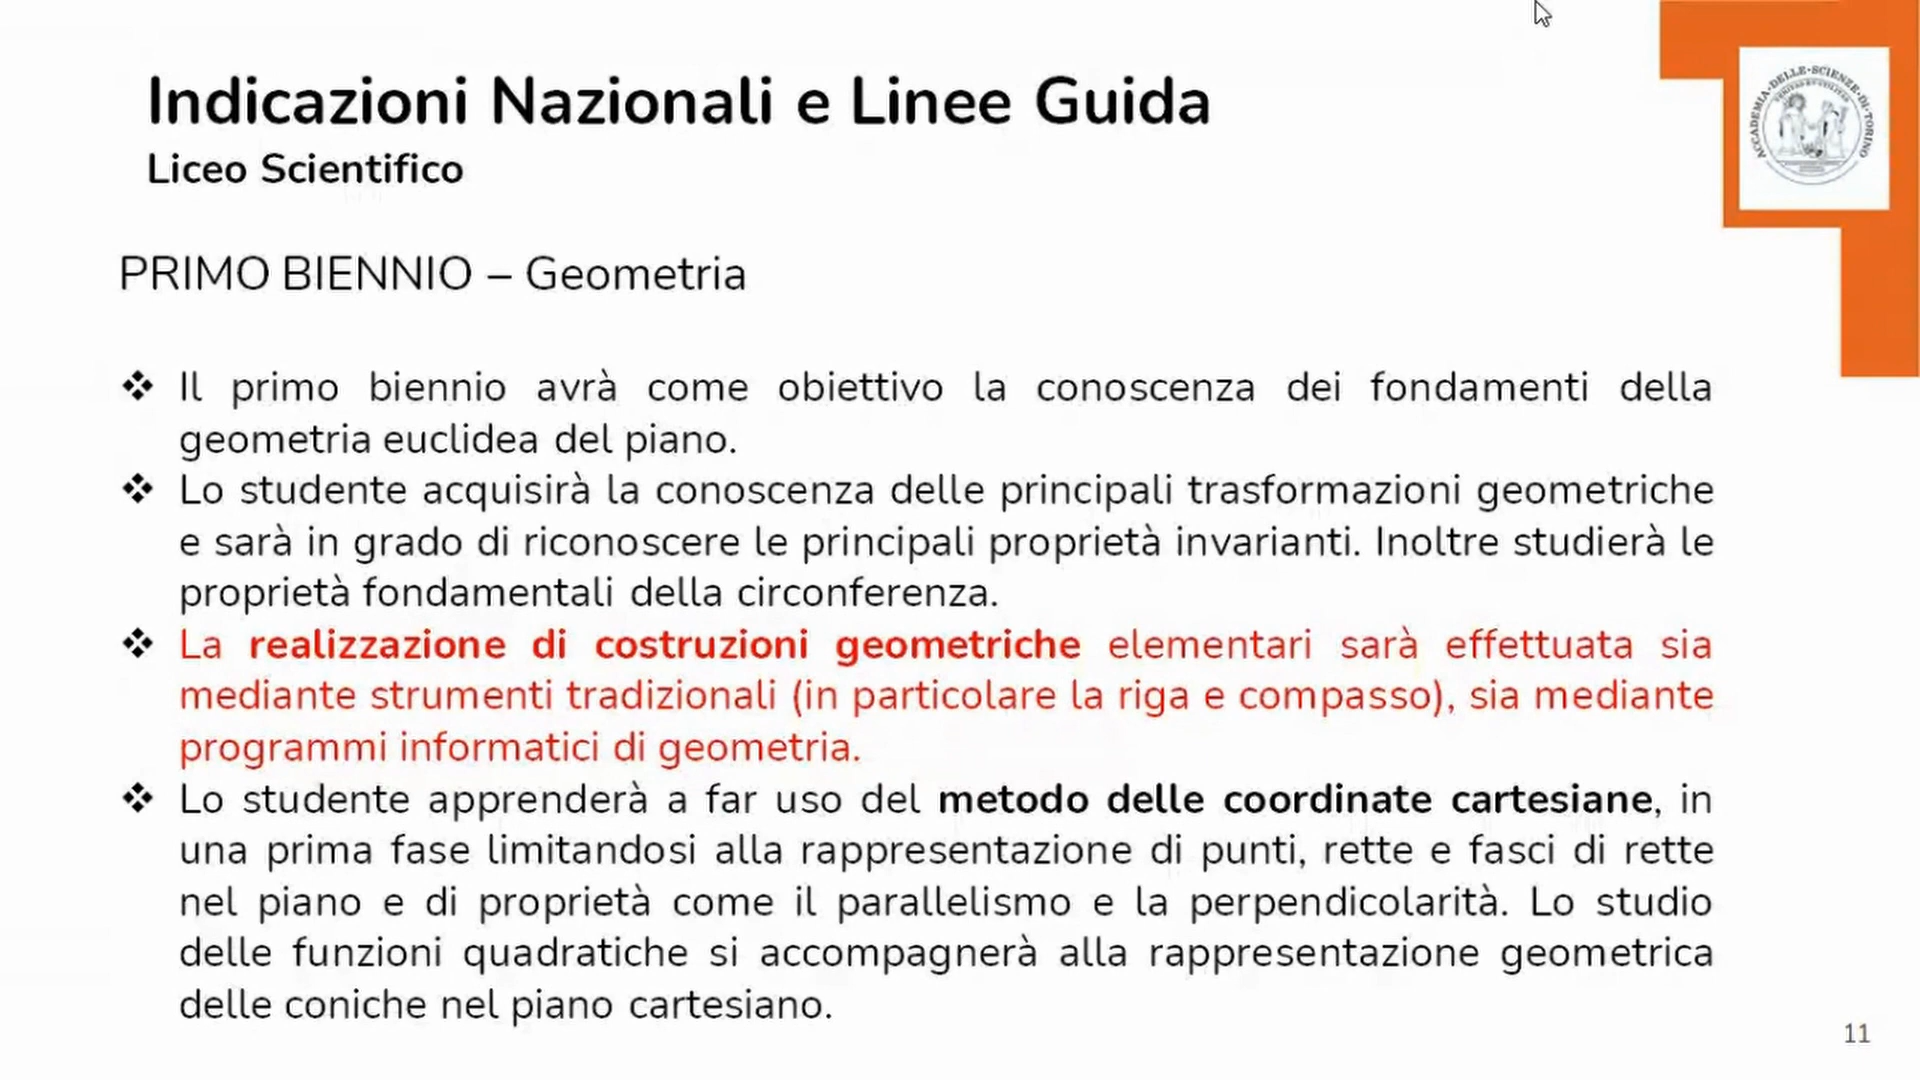 Indicazioni Nazionali e Linee Guida
Liceo Scientifico
ACCADEMIA·DELLE·SCIENZE·DI·TORINO
PRIMO BIENNIO – Geometria
❖ Il primo biennio avrà come obiettivo la conoscenza dei fondamenti della
geometria euclidea del piano.
❖ Lo studente acquisirà la conoscenza delle principali trasformazioni geometriche
e sarà in grado di riconoscere le principali proprietà invarianti. Inoltre studierà le
proprietà fondamentali della circonferenza.
❖ La realizzazione di costruzioni geometriche elementari sarà effettuata sia
mediante strumenti tradizionali (in particolare la riga e compasso), sia mediante
programmi informatici di geometria.
❖ Lo studente apprenderà a far uso del metodo delle coordinate cartesiane, in
una prima fase limitandosi alla rappresentazione di punti, rette e fasci di rette
nel piano e di proprietà come il parallelismo e la perpendicolarità. Lo studio
delle funzioni quadratiche si accompagnerà alla rappresentazione geometrica
delle coniche nel piano cartesiano.
11